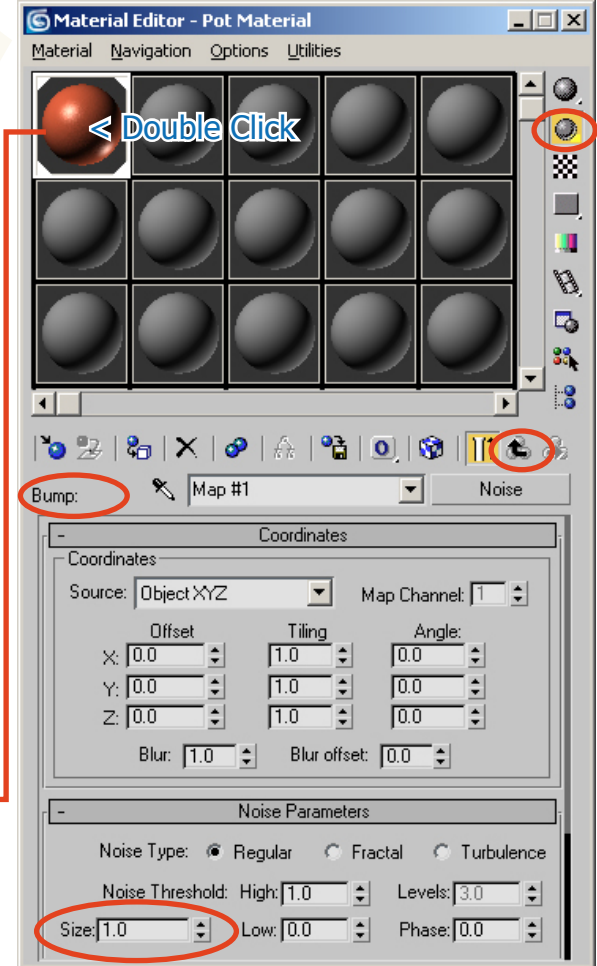 Material Editor - Pot Material
Material Navigation Options Utilities
< Double Click
Bump: Map #1 Noise
- Coordinates
Coordinates
Source: Object XYZ Map Channel: 1
Offset Tiling Angle:
X: 0.0 1.0 0.0
Y: 0.0 1.0 0.0
Z: 0.0 1.0 0.0
Blur: 1.0 Blur offset: 0.0
- Noise Parameters
Noise Type: Regular Fractal Turbulence
Noise Threshold: High: 1.0 Levels: 3.0
Size: 1.0 Low: 0.0 Phase: 0.0